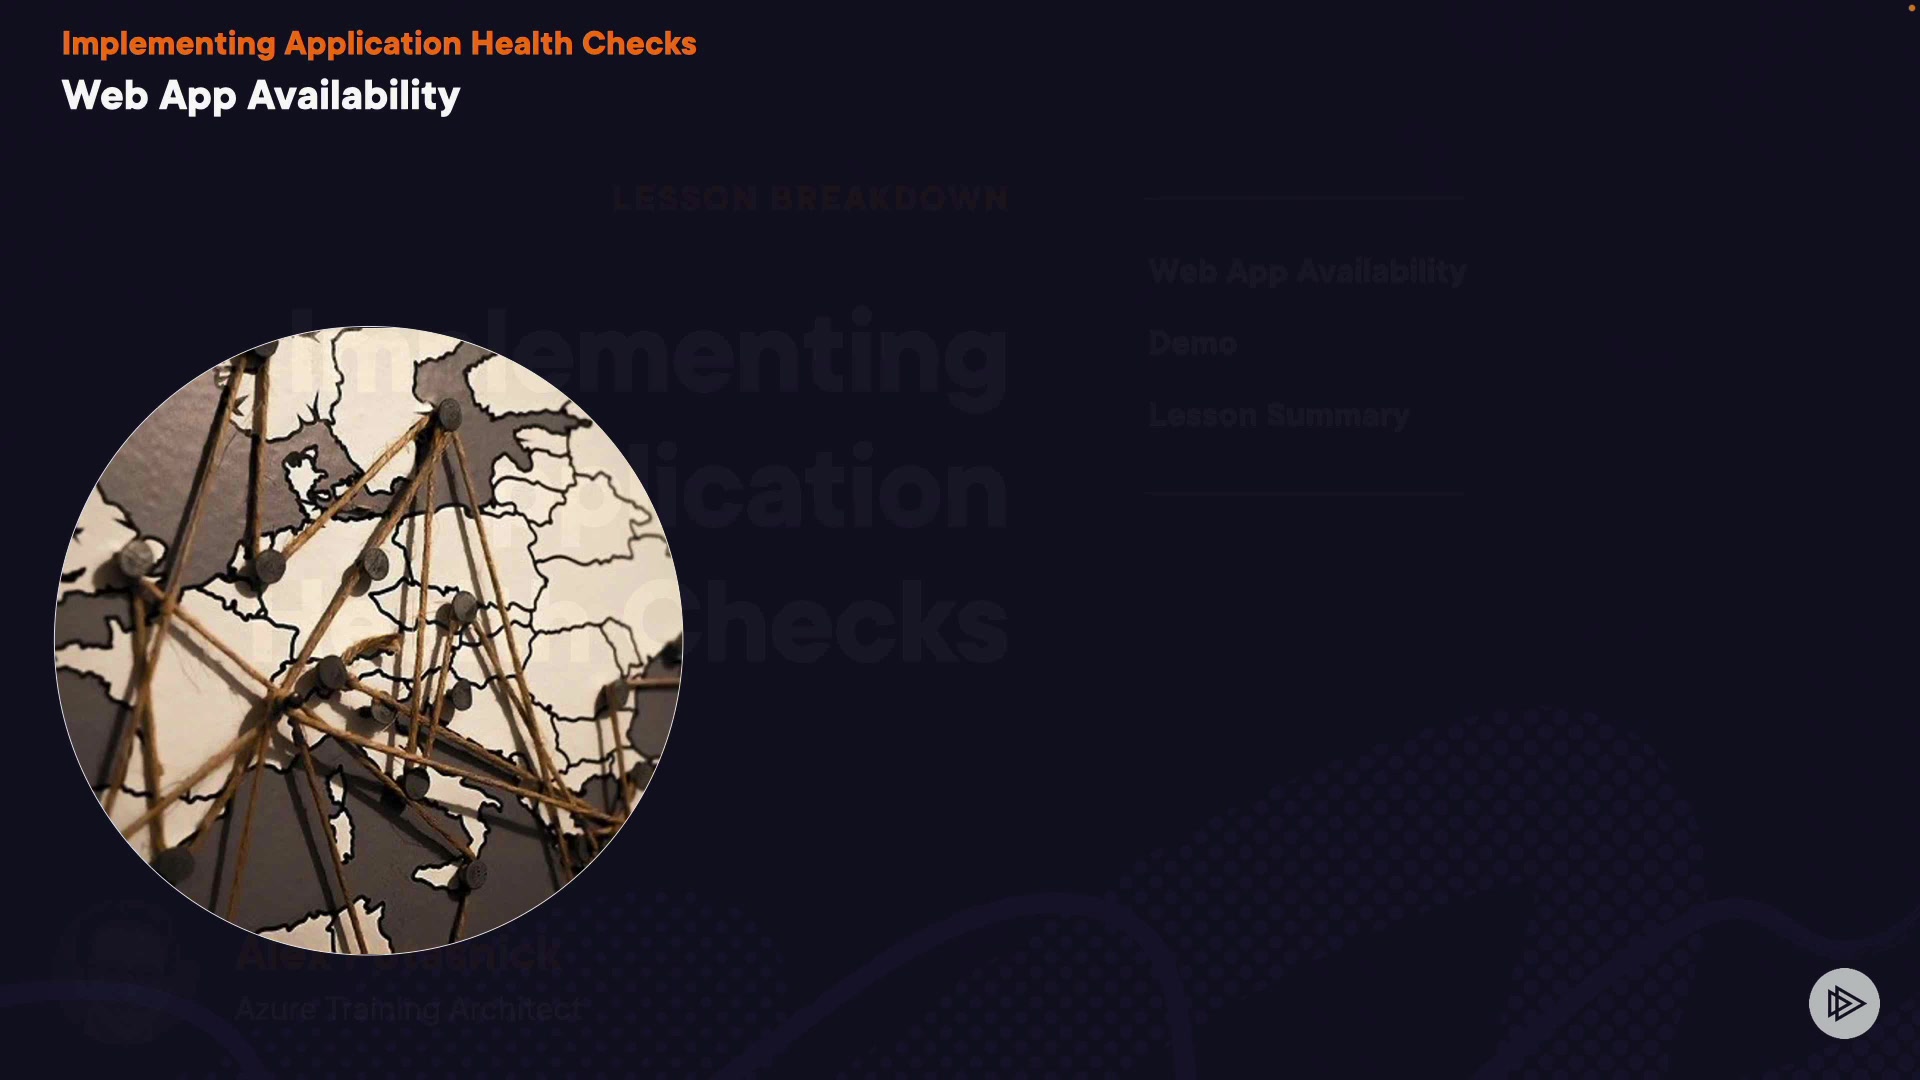 Implementing Application Health Checks
Web App Availability
LESSON BREAKDOWN
Implementing
Application
Health Checks
Web App Availability
Demo
Lesson Summary
Azure Training Architect